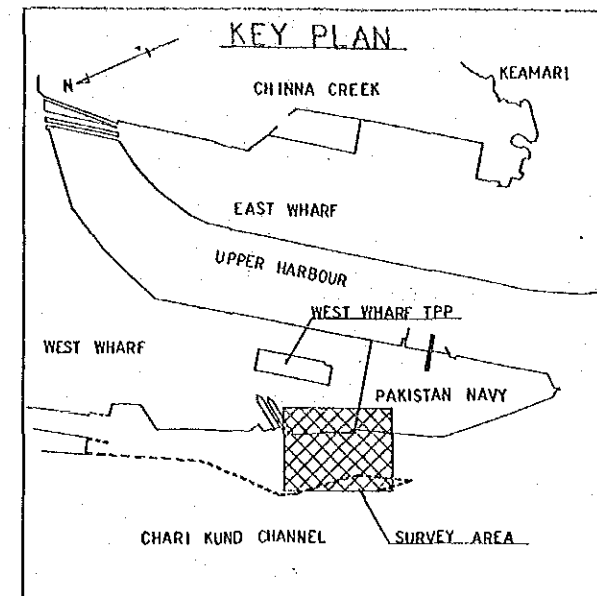 KEY PLAN
N
KEAMARI
CHINNA CREEK
EAST WHARF
UPPER HARBOUR
WEST WHARF TPP
WEST WHARF
PAKISTAN NAVY
CHARI KUND CHANNEL
SURVEY AREA